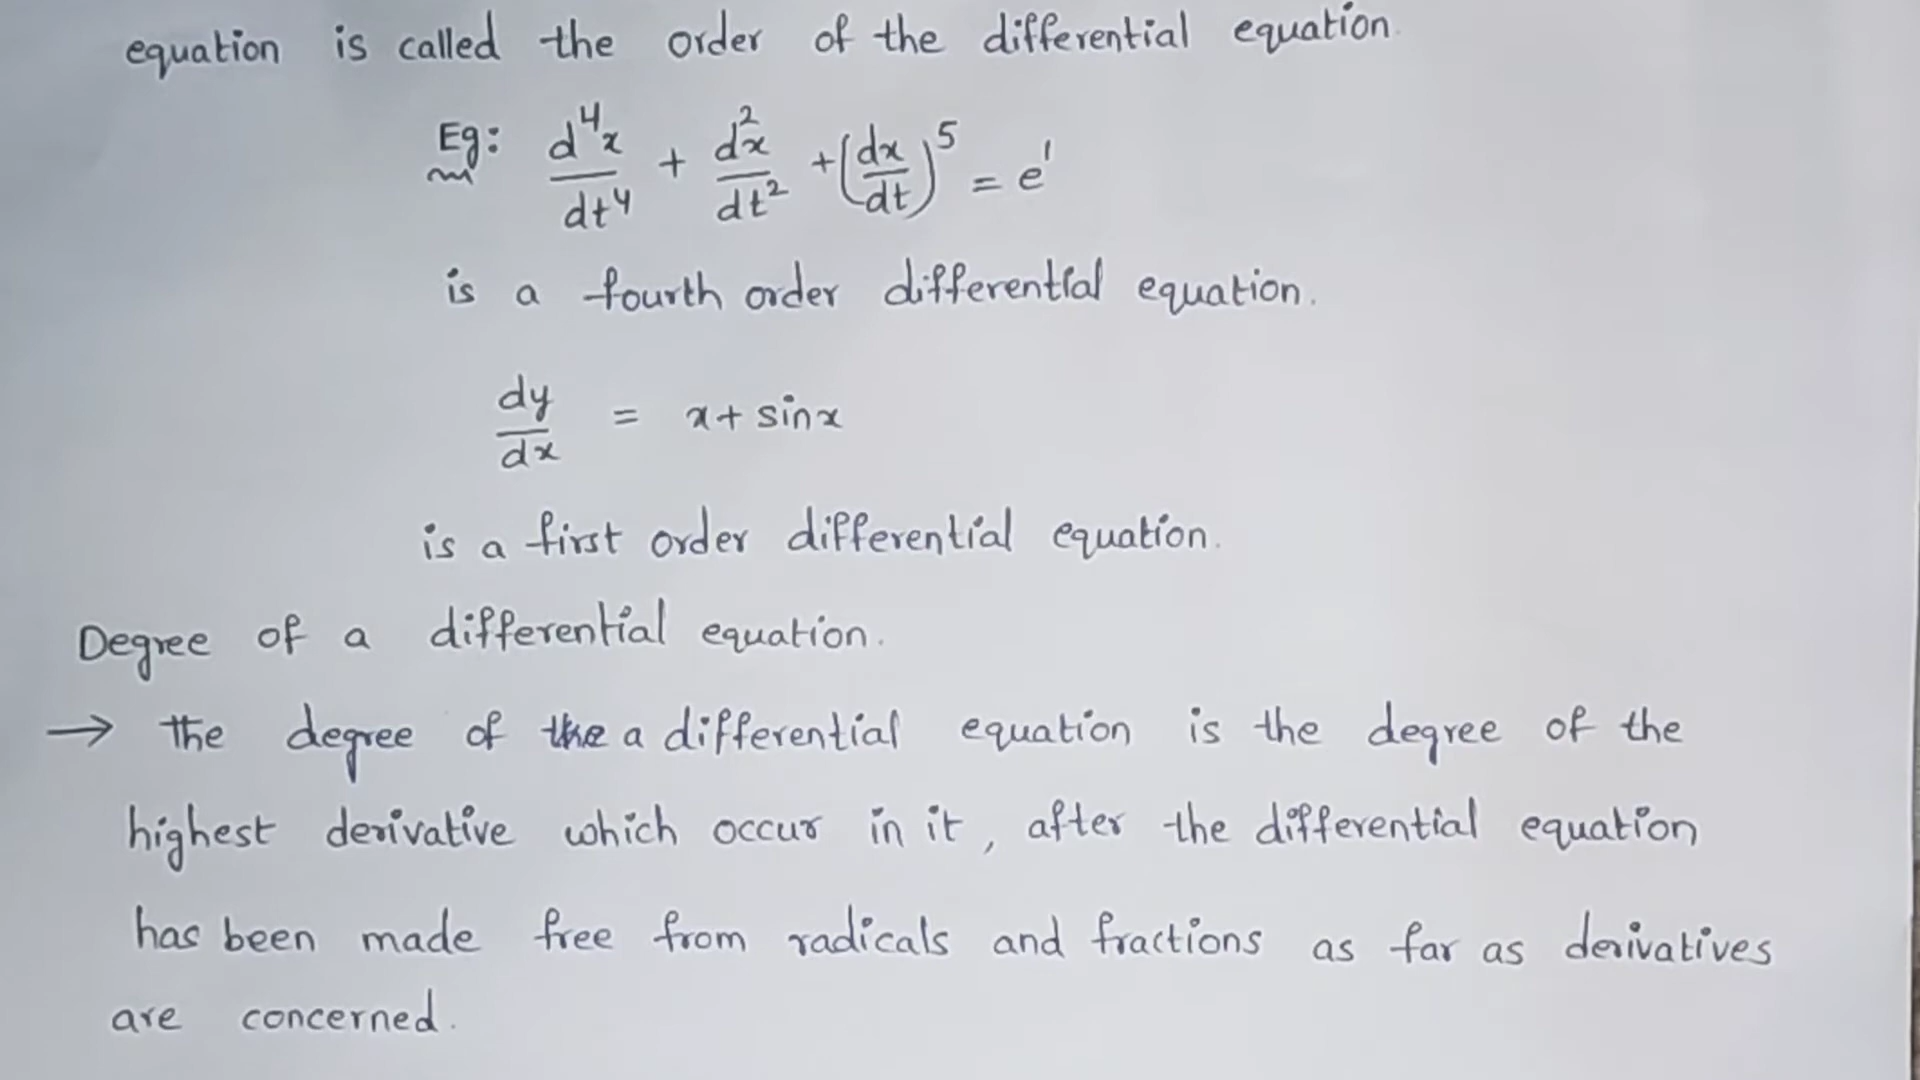 equation is called the order of the differential equation.
Eg: d⁴x/dt⁴ + d²x/dt² + (dx/dt)⁵ = e'
is a fourth order differential equation.
dy/dx = x + sinx
is a first order differential equation.
Degree of a differential equation.
→ the degree of the a differential equation is the degree of the
highest derivative which occur in it, after the differential equation
has been made free from radicals and fractions as far as derivatives
are concerned.